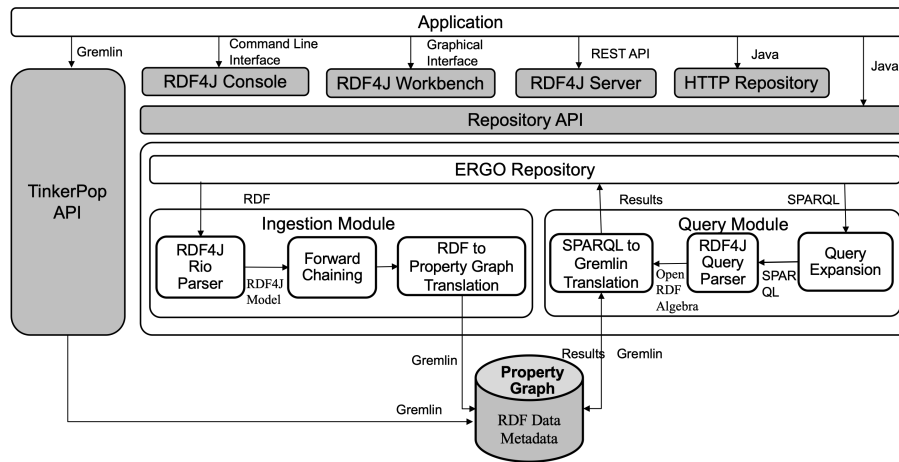 Application
Gremlin
Command Line
Interface
Graphical
Interface
REST API
Java
Java
RDF4J Console
RDF4J Workbench
RDF4J Server
HTTP Repository
Repository API
TinkerPop
API
ERGO Repository
RDF
Results
SPARQL
Ingestion Module
Query Module
RDF4J
Rio
Parser
RDF4J
Model
Forward
Chaining
RDF to
Property Graph
Translation
SPARQL to
Gremlin
Translation
Open
RDF
Algebra
RDF4J
Query
Parser
SPAR
QL
Query
Expansion
Gremlin
Results
Gremlin
Property
Graph
Gremlin
RDF Data
Metadata